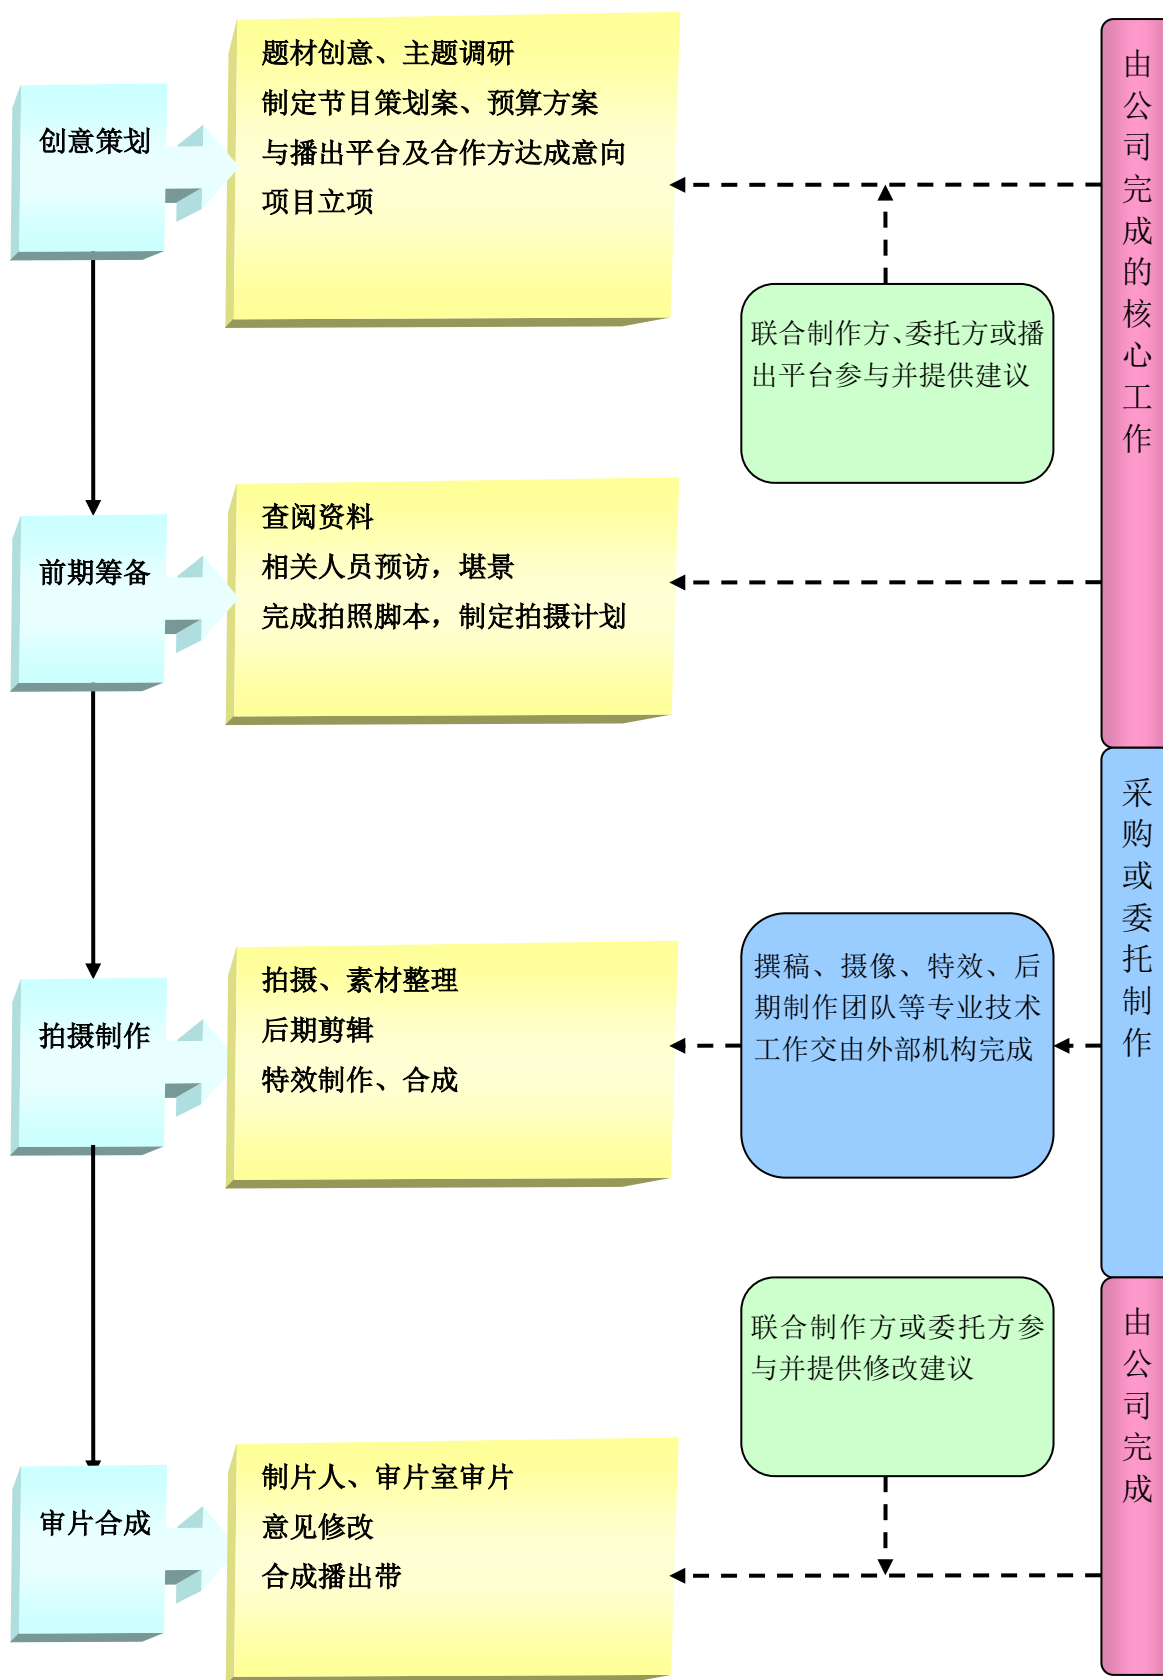 创意策划
题材创意、主题调研
制定节目策划案、预算方案
与播出平台及合作方达成意向
项目立项
由公司完成的核心工作
联合制作方、委托方或播
出平台参与并提供建议
前期筹备
查阅资料
相关人员预访，堪景
完成拍照脚本，制定拍摄计划
采购或委托制作
拍摄制作
拍摄、素材整理
后期剪辑
特效制作、合成
撰稿、摄像、特效、后
期制作团队等专业技术
工作交由外部机构完成
联合制作方或委托方参
与并提供修改建议
由公司完成
审片合成
制片人、审片室审片
意见修改
合成播出带